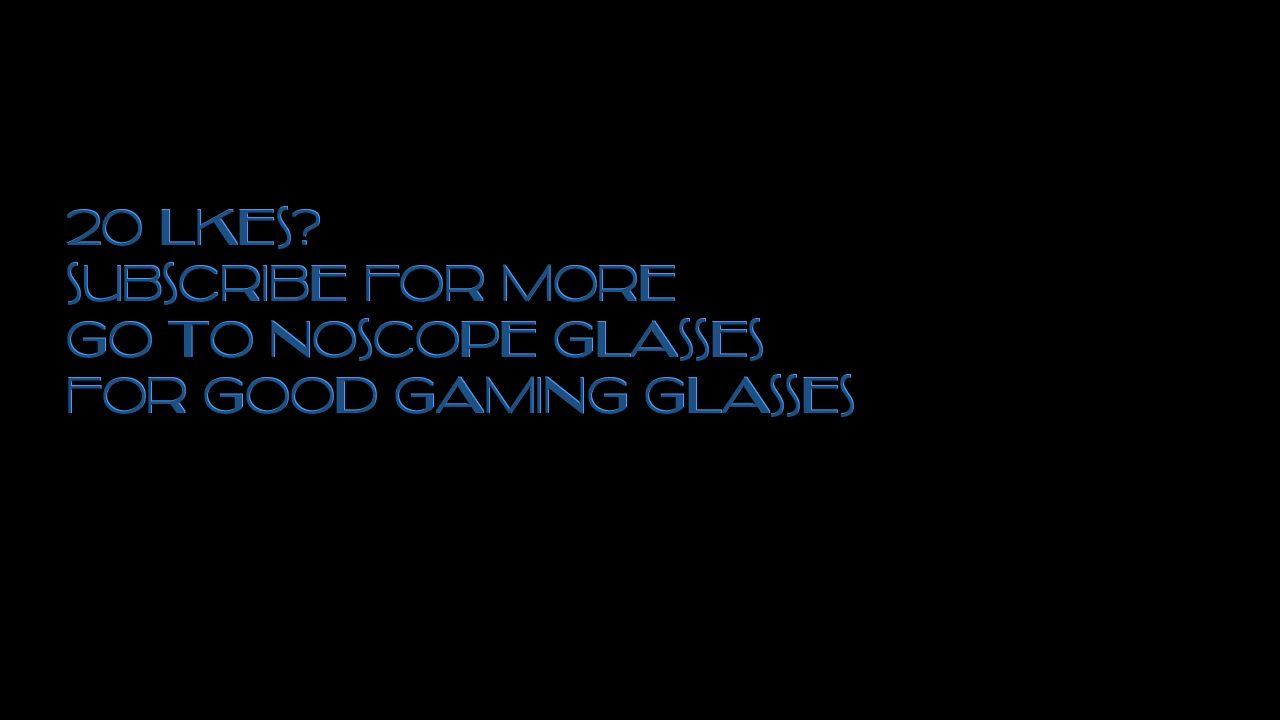 20 LKES?
SUBSCRIBE FOR MORE
GO TO NOSCOPE GLASSES
FOR GOOD GAMING GLASSES